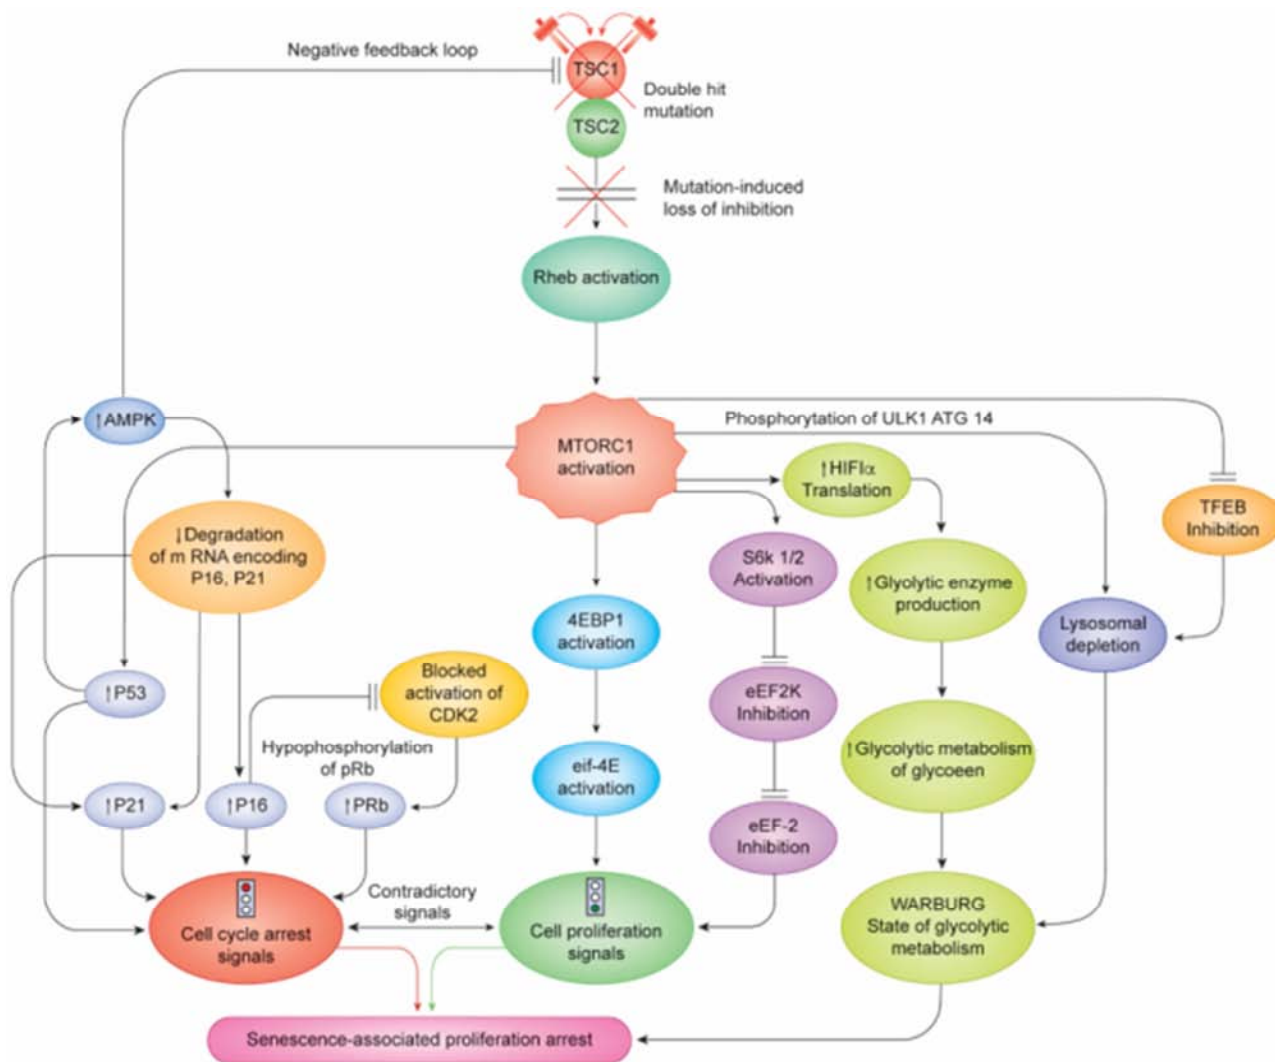 Negative feedback loop
TSC1
Double hit
mutation
TSC2
Mutation-induced
loss of inhibition
Rheb activation
↑AMPK
MTORC1
activation
Phosphorytation of ULK1 ATG 14
↑HIFIα
Translation
TFEB
Inhibition
↓Degradation
of m RNA encoding
P16, P21
S6k 1/2
Activation
↑Glyolytic enzyme
production
4EBP1
activation
Lysosomal
depletion
↑P53
Blocked
activation of
CDK2
eEF2K
Inhibition
Hypophosphorylation
of pRb
↑Glycolytic metabolism
of glycoeen
eif-4E
activation
↑P21
↑P16
↑PRb
eEF-2
Inhibition
Contradictory
signals
Cell cycle arrest
signals
Cell proliferation
signals
WARBURG
State of glycolytic
metabolism
Senescence-associated proliferation arrest